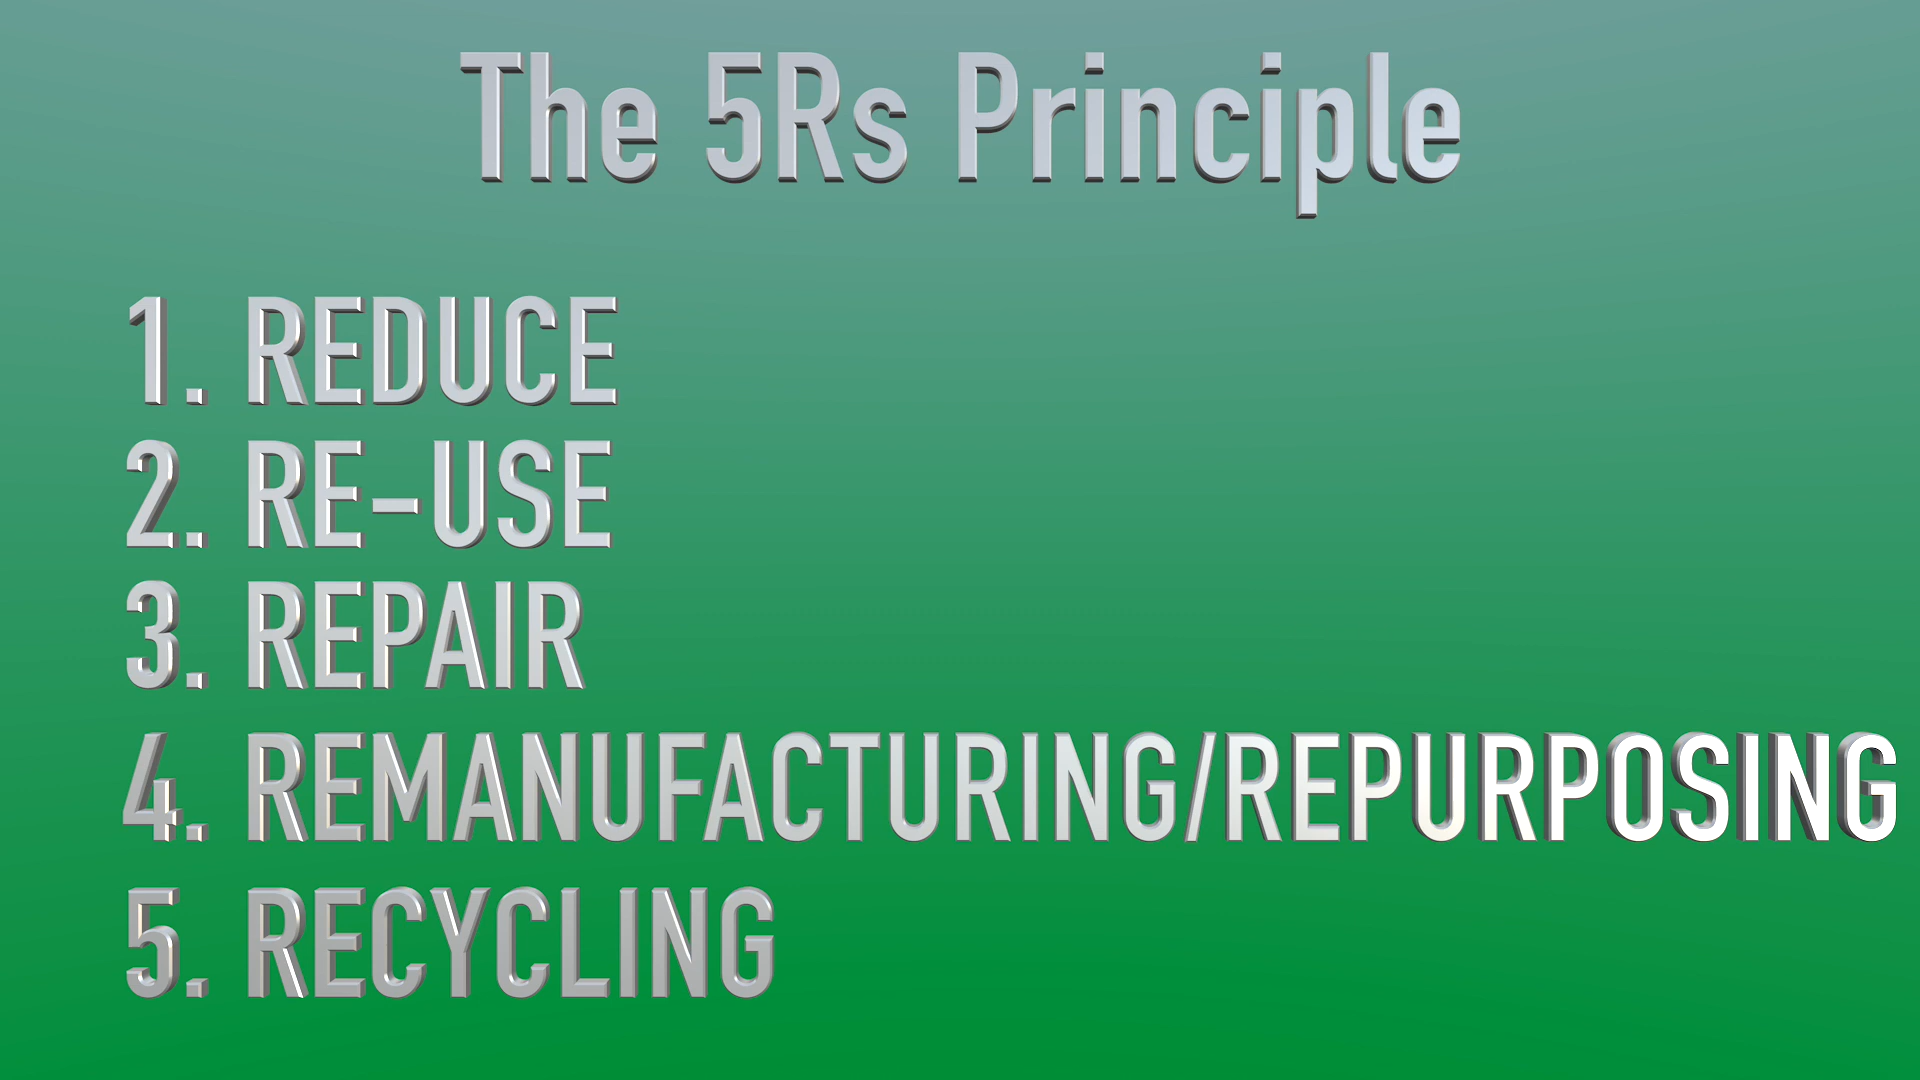 The 5Rs Principle
1. REDUCE
2. RE-USE
3. REPAIR
4. REMANUFACTURING/REPURPOSING
5. RECYCLING